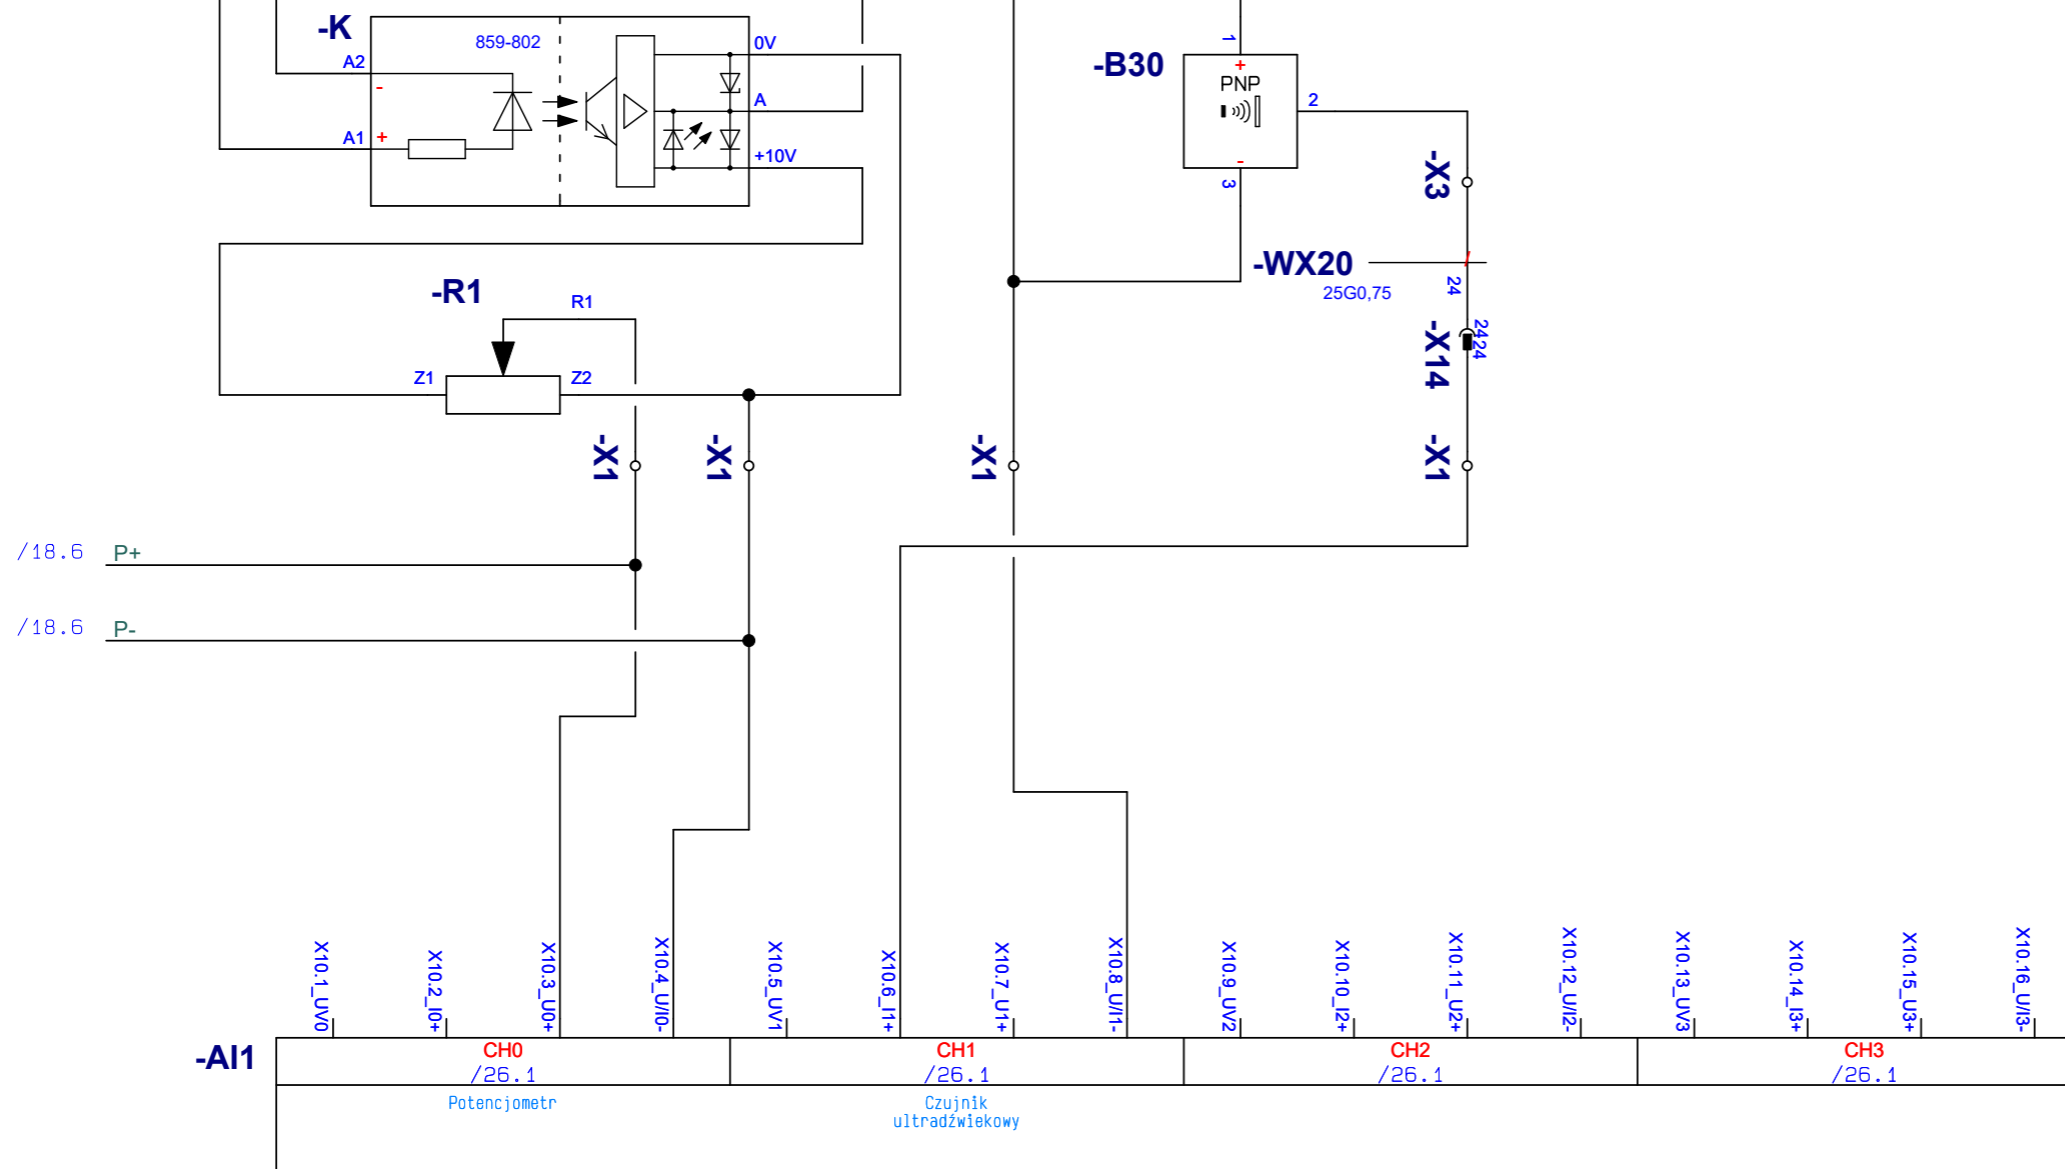 -K
859-802
A2
-
A1
+
0V
A
+10V
-B30
1
+
PNP
2
-
3
-X3
-WX20
25G0,75
24
-X14
24
24
-R1
R1
Z1
Z2
-X1
-X1
-X1
-X1
/18.6 P+
/18.6 P-
X10.1_UV0
X10.2_I0+
X10.3_U0+
X10.4_U/I0-
X10.5_UV1
X10.6_I1+
X10.7_U1+
X10.8_U/I1-
X10.9_UV2
X10.10_I2+
X10.11_U2+
X10.12_U/I2-
X10.13_UV3
X10.14_I3+
X10.15_U3+
X10.16_U/I3-
-AI1
CH0
/26.1
CH1
/26.1
CH2
/26.1
CH3
/26.1
Potencjometr
Czujnik
ultradźwiekowy